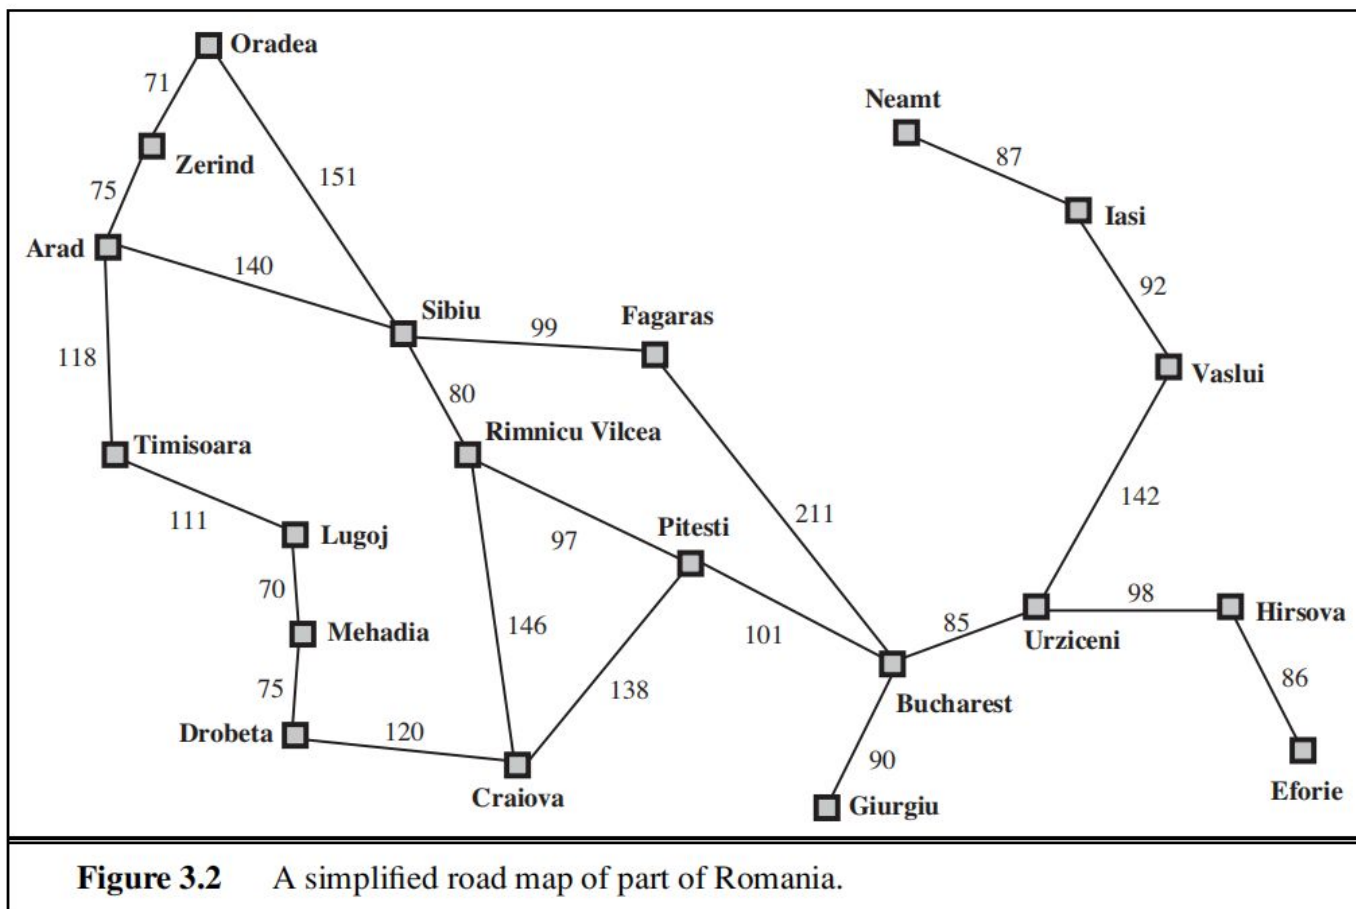 Oradea
71
Neamt
87
Zerind
151
75
Iasi
Arad
140
92
Sibiu
99
Fagaras
118
80
Vaslui
Timisoara
Rimnicu Vilcea
142
111
Lugoj
97
Pitesti
211
70
98
Hirsova
Mehadia
146
101
85
Urziceni
75
138
86
Bucharest
Drobeta
120
90
Craiova
Giurgiu
Eforie
Figure 3.2 A simplified road map of part of Romania.